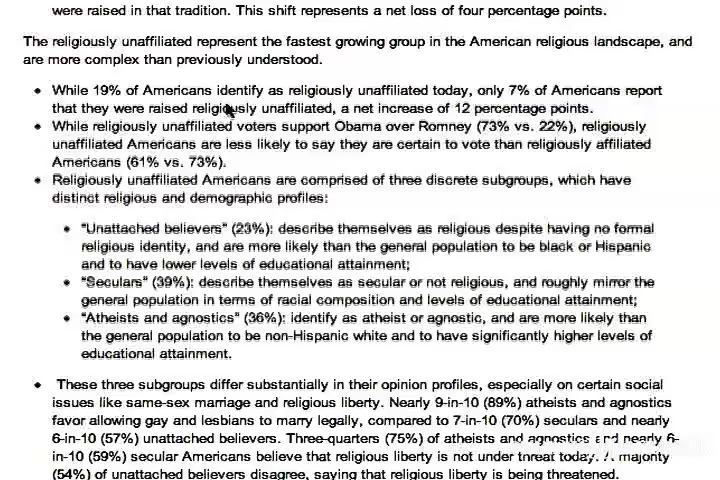 were raised in that tradition. This shift represents a net loss of four percentage points.
The religiously unaffiliated represent the fastest growing group in the American religious landscape, and
are more complex than previously understood.
• While 19% of Americans identify as religiously unaffiliated today, only 7% of Americans report
that they were raised religiously unaffiliated, a net increase of 12 percentage points.
• While religiously unaffiliated voters support Obama over Romney (73% vs. 22%), religiously
unaffiliated Americans are less likely to say they are certain to vote than religiously affiliated
Americans (61% vs. 73%).
• Religiously unaffiliated Americans are comprised of three discrete subgroups, which have
distinct religious and demographic profiles:
• “Unattached believers” (23%): describe themselves as religious despite having no formal
religious identity, and are more likely than the general population to be black or Hispanic
and to have lower levels of educational attainment;
• “Seculars” (39%): describe themselves as secular or not religious, and roughly mirror the
general population in terms of racial composition and levels of educational attainment;
• “Atheists and agnostics” (36%): identify as atheist or agnostic, and are more likely than
the general population to be non-Hispanic white and to have significantly higher levels of
educational attainment.
• These three subgroups differ substantially in their opinion profiles, especially on certain social
issues like same-sex marriage and religious liberty. Nearly 9-in-10 (89%) atheists and agnostics
favor allowing gay and lesbians to marry legally, compared to 7-in-10 (70%) seculars and nearly
6-in-10 (57%) unattached believers. Three-quarters (75%) of atheists and agnostics and nearly 6-
in-10 (59%) secular Americans believe that religious liberty is not under threat today. A majority
(54%) of unattached believers disagree, saying that religious liberty is being threatened.